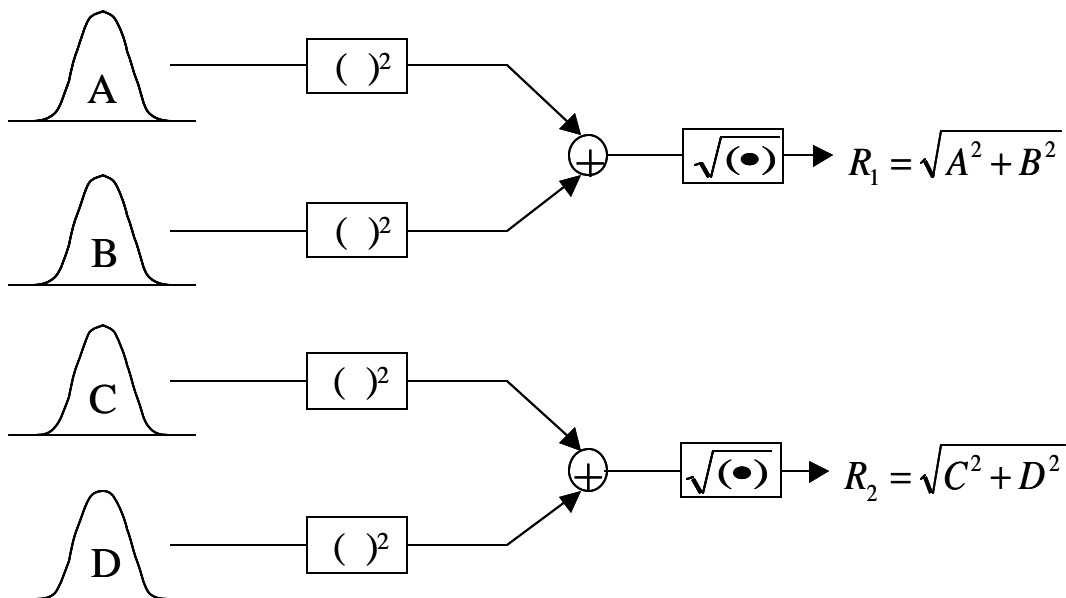 A
( )²
√(•)
R₁ = √A² + B²
B
( )²
C
( )²
√(•)
R₂ = √C² + D²
D
( )²